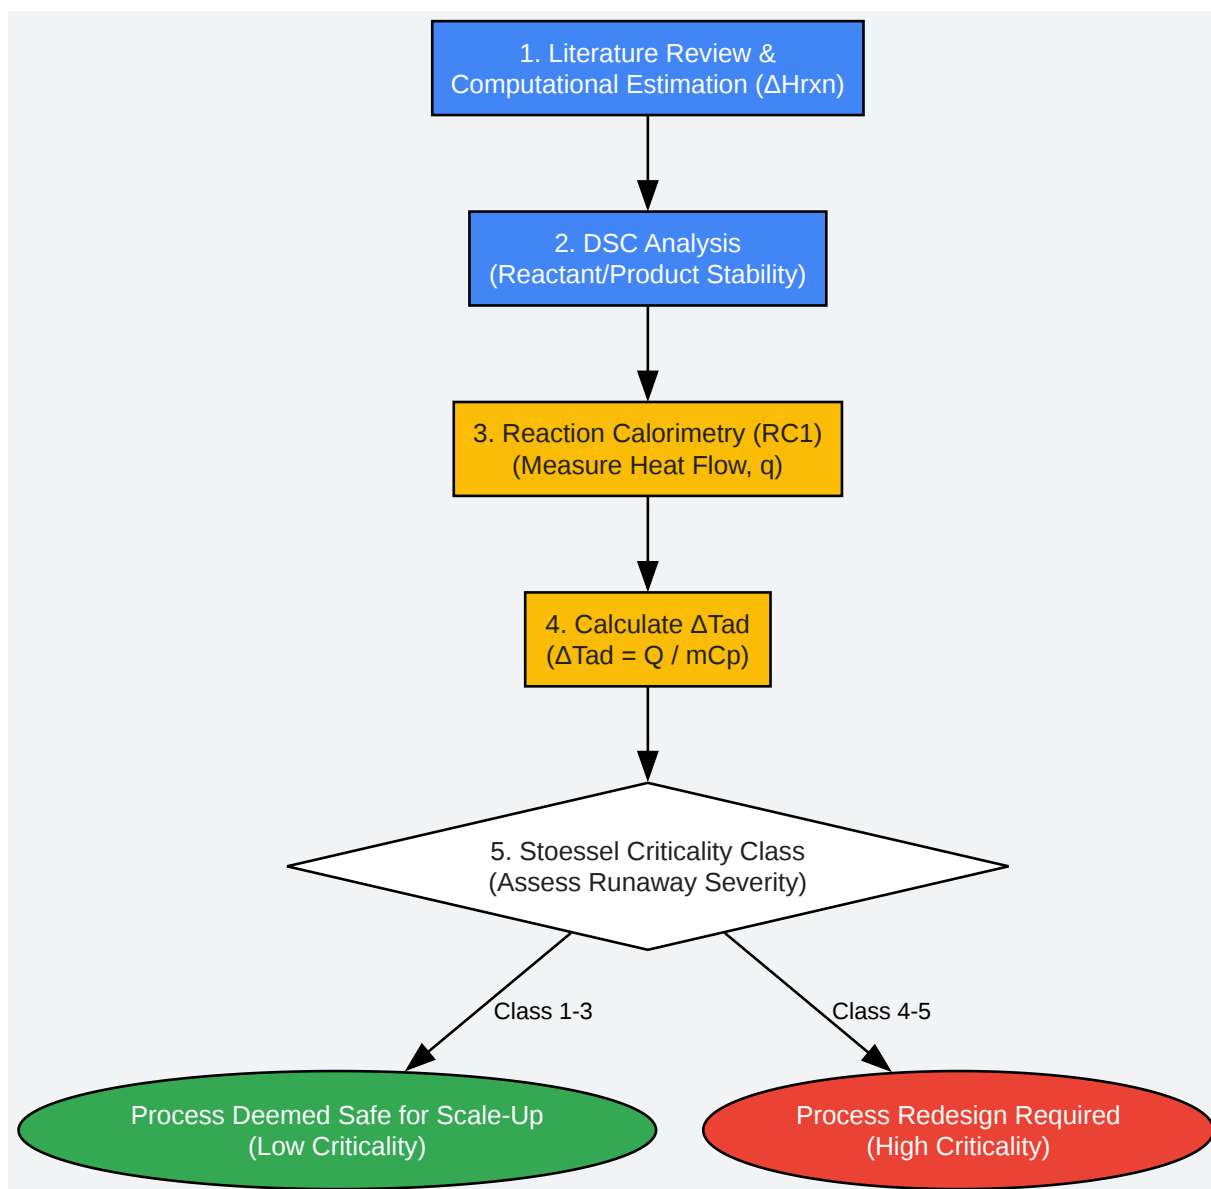 1. Literature Review &
Computational Estimation (ΔHrxn)
2. DSC Analysis
(Reactant/Product Stability)
3. Reaction Calorimetry (RC1)
(Measure Heat Flow, q)
4. Calculate ΔTad
(ΔTad = Q / mCp)
5. Stoessel Criticality Class
(Assess Runaway Severity)
Class 1-3
Class 4-5
Process Deemed Safe for Scale-Up
(Low Criticality)
Process Redesign Required
(High Criticality)